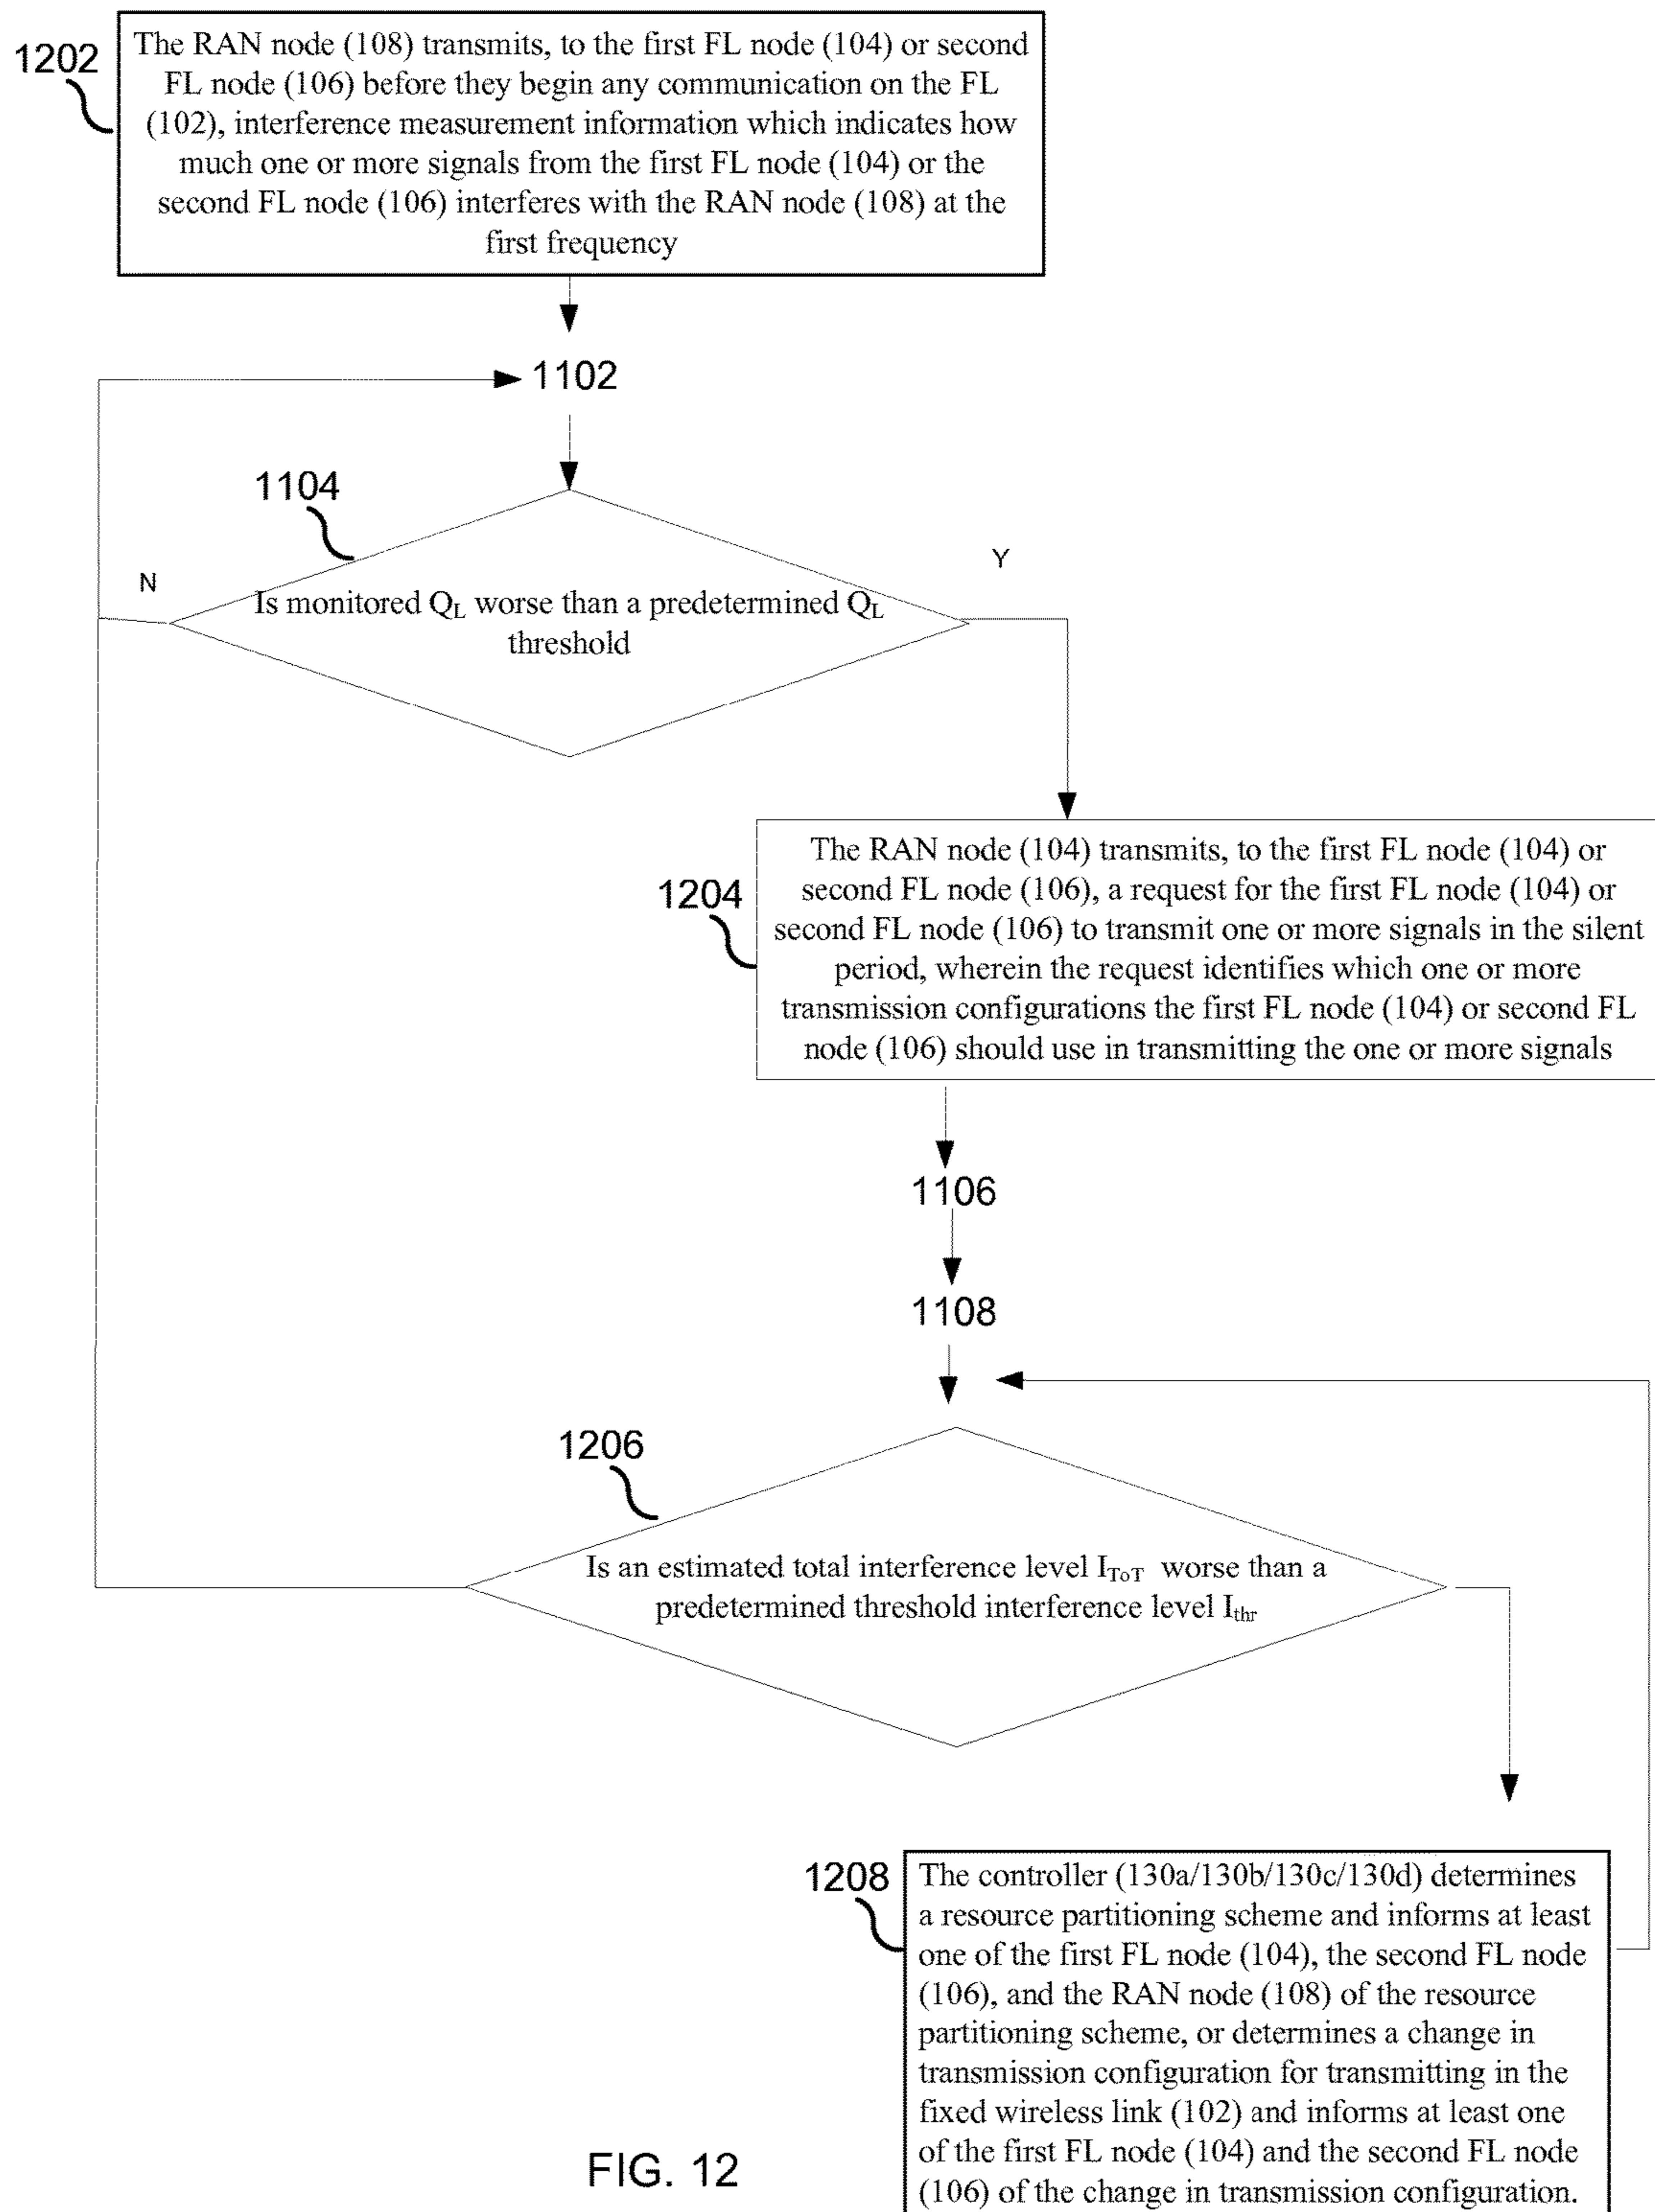 1202
The RAN node (108) transmits, to the first FL node (104) or second
FL node (106) before they begin any communication on the FL
(102), interference measurement information which indicates how
much one or more signals from the first FL node (104) or the
second FL node (106) interferes with the RAN node (108) at the
first frequency
1102
1104
N
Y
Is monitored QL worse than a predetermined QL
threshold
1204
The RAN node (104) transmits, to the first FL node (104) or
second FL node (106), a request for the first FL node (104) or
second FL node (106) to transmit one or more signals in the silent
period, wherein the request identifies which one or more
transmission configurations the first FL node (104) or second FL
node (106) should use in transmitting the one or more signals
1106
1108
1206
Is an estimated total interference level IToT worse than a
predetermined threshold interference level Ithr
1208
The controller (130a/130b/130c/130d) determines
a resource partitioning scheme and informs at least
one of the first FL node (104), the second FL node
(106), and the RAN node (108) of the resource
partitioning scheme, or determines a change in
transmission configuration for transmitting in the
fixed wireless link (102) and informs at least one
of the first FL node (104) and the second FL node
(106) of the change in transmission configuration.
FIG. 12